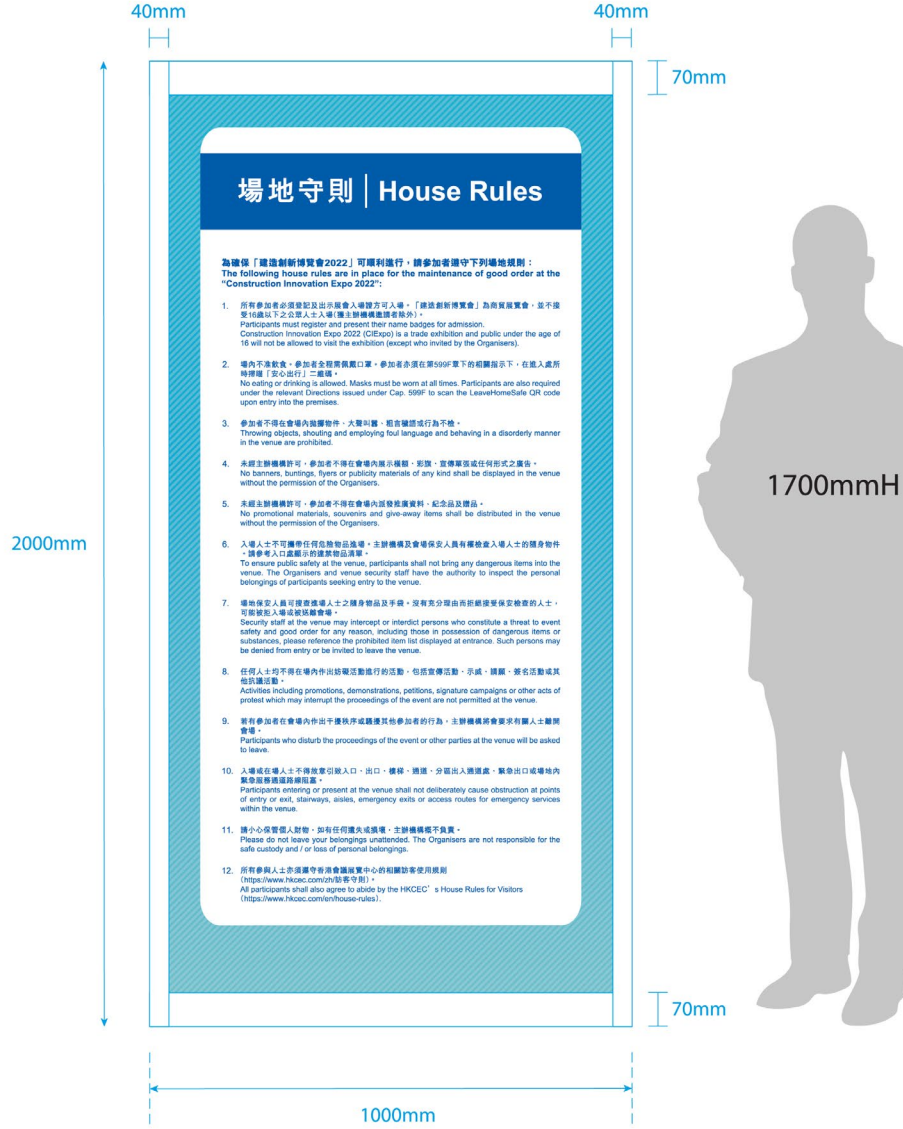 40mm
40mm
70mm
場地守則 | House Rules
為確保「建造創新博覽會2022」可順利進行，請參加者遵守下列場地規則：
The following house rules are in place for the maintenance of good order at the
“Construction Innovation Expo 2022”:
1. 所有參加者必須登記及出示展會入場證方可入場。「建造創新博覽會」為商貿展覽會，並不接
受16歲以下之公眾人士入場(獲主辦機構邀請者除外)。
Participants must register and present their name badges for admission.
Construction Innovation Expo 2022 (CIExpo) is a trade exhibition and public under the age of
16 will not be allowed to visit the exhibition (except who invited by the Organisers).
2. 場內不准飲食。參加者全程需佩戴口罩。參加者亦須在第599F章下的相關指示下，在進入處所
時掃瞄「安心出行」二維碼。
No eating or drinking is allowed. Masks must be worn at all times. Participants are also required
under the relevant Directions issued under Cap. 599F to scan the LeaveHomeSafe QR code
upon entry into the premises.
3. 參加者不得在會場內拋擲物件、大聲叫囂、粗言穢語或行為不檢。
Throwing objects, shouting and employing foul language and behaving in a disorderly manner
in the venue are prohibited.
4. 未經主辦機構許可，參加者不得在會場內展示橫額、彩旗、宣傳單張或任何形式之廣告。
No banners, buntings, flyers or publicity materials of any kind shall be displayed in the venue
without the permission of the Organisers.
5. 未經主辦機構許可，參加者不得在會場內派發推廣資料、紀念品及贈品。
No promotional materials, souvenirs and give-away items shall be distributed in the venue
without the permission of the Organisers.
6. 入場人士不可攜帶任何危險物品進場。主辦機構及會場保安人員有權檢查入場人士的隨身物件
。請參考入口處顯示的違禁物品清單。
To ensure public safety at the venue, participants shall not bring any dangerous items into the
venue. The Organisers and venue security staff have the authority to inspect the personal
belongings of participants seeking entry to the venue.
7. 場地保安人員可搜查進場人士之隨身物品及手袋。沒有充分理由而拒絕接受保安檢查的人士，
可能被拒入場或被送離會場。
Security staff at the venue may intercept or interdict persons who constitute a threat to event
safety and good order for any reason, including those in possession of dangerous items or
substances, please reference the prohibited item list displayed at entrance. Such persons may
be denied from entry or be invited to leave the venue.
8. 任何人士均不得在場內作出妨礙活動進行的活動，包括宣傳活動、示威、請願、簽名活動或其
他抗議活動。
Activities including promotions, demonstrations, petitions, signature campaigns or other acts of
protest which may interrupt the proceedings of the event are not permitted at the venue.
9. 若有參加者在會場內作出干擾秩序或騷擾其他參加者的行為，主辦機構將會要求有關人士離開
會場。
Participants who disturb the proceedings of the event or other parties at the venue will be asked
to leave.
10. 入場或在場人士不得故意引致入口、出口、樓梯、通道、分區出入通道處、緊急出口或場地內
緊急服務通道路線阻塞。
Participants entering or present at the venue shall not deliberately cause obstruction at points
of entry or exit, stairways, aisles, emergency exits or access routes for emergency services
within the venue.
11. 請小心保管個人財物，如有任何遺失或損壞，主辦機構概不負責。
Please do not leave your belongings unattended. The Organisers are not responsible for the
safe custody and / or loss of personal belongings.
12. 所有參與人士亦須遵守香港會議展覽中心的相關訪客使用規則
(https://www.hkcec.com/zh/訪客守則)。
All participants shall also agree to abide by the HKCEC’s House Rules for Visitors
(https://www.hkcec.com/en/house-rules).
2000mm
1700mmH
70mm
1000mm